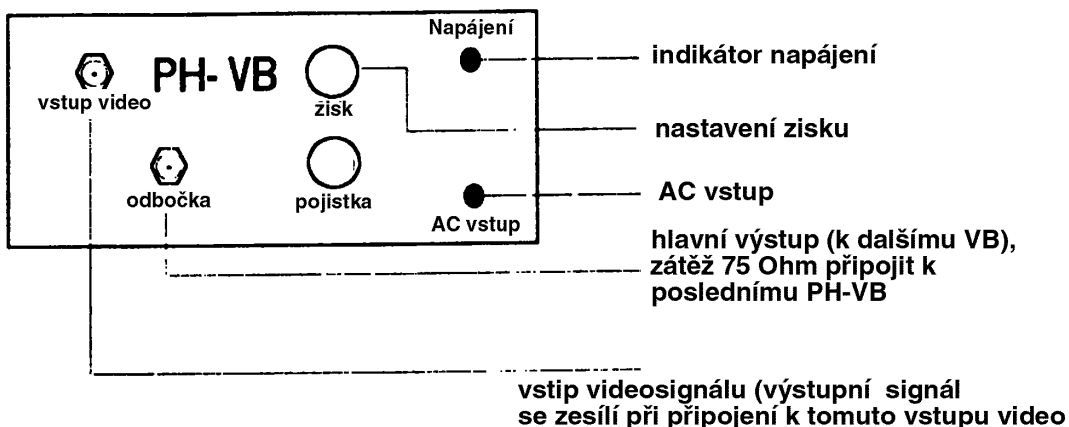 Napájení
indikátor napájení
PH- VB
vstup video
žisk
nastavení zisku
odbočka
pojistka
AC vstup
AC vstup
hlavní výstup (k dalšímu VB),
zátěž 75 Ohm připojit k
poslednímu PH-VB
vstip videosignálu (výstupní signál
se zesílí při připojení k tomuto vstupu video